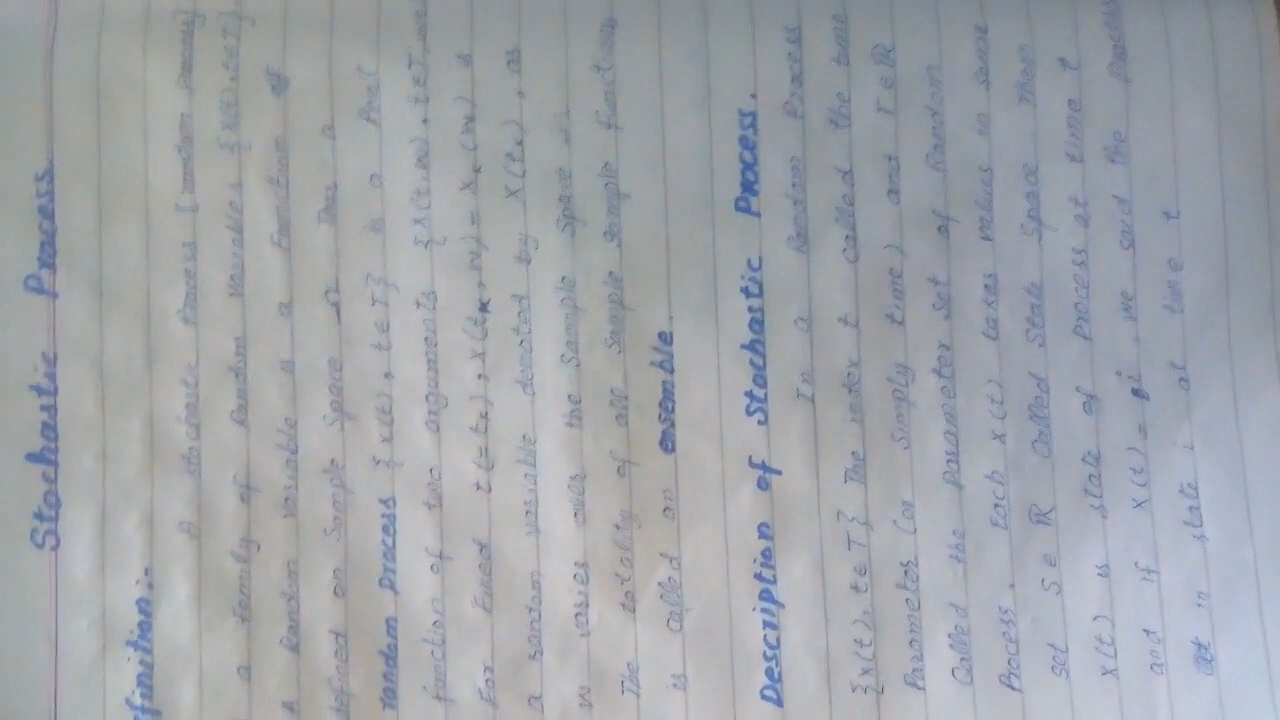 Stochastic Process.
finition:-
A stochastic Process [random process]
a family of Random variables {X(t), t∈T}
A Random variable is a Function of
defined on Sample Space Ω Thus a
random process {x(t), t∈T} is a Real
function of two arguments {X(t,w), t∈T
For Fixed t(=tk), X(tk,w) = Xk(w) is
a random variable denoted by X(tk), as
w varies over the Sample Space
The totality of all Sample Sample functions
is called an ensemble
Description of Stochastic Process.
In a Random Process
{X(t), t∈T} The index t called the time
Parameter (or Simply time) and T∈ℝ
Called the Parameter Set of Random
Process. Each X(t) takes values in some
Set S∈ℝ Called State Space Then
X(t) is state of process at time t
and if X(t) = i we said the process
in state i at time t